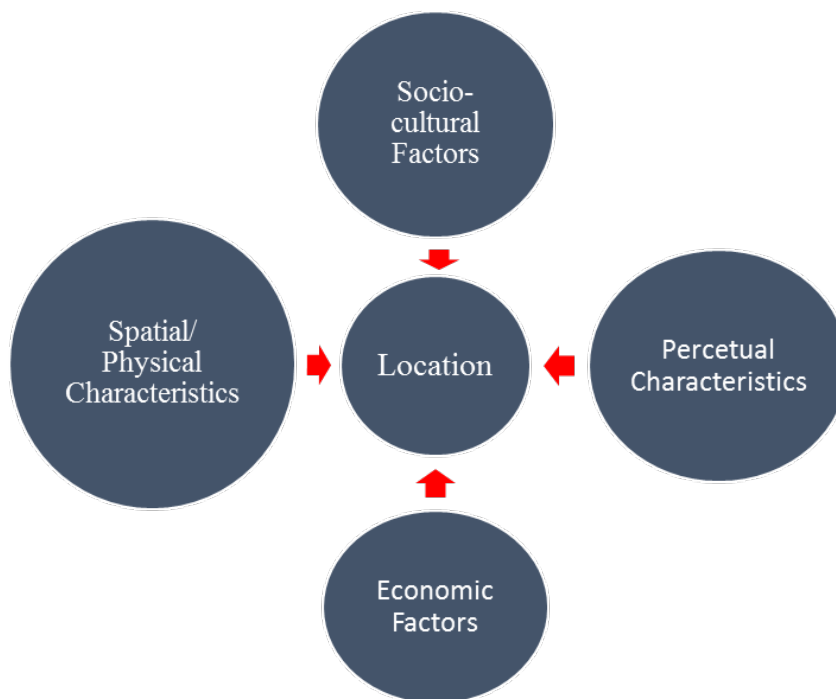 Socio-
cultural
Factors
Spatial/
Physical
Characteristics
Location
Percetual
Characteristics
Economic
Factors